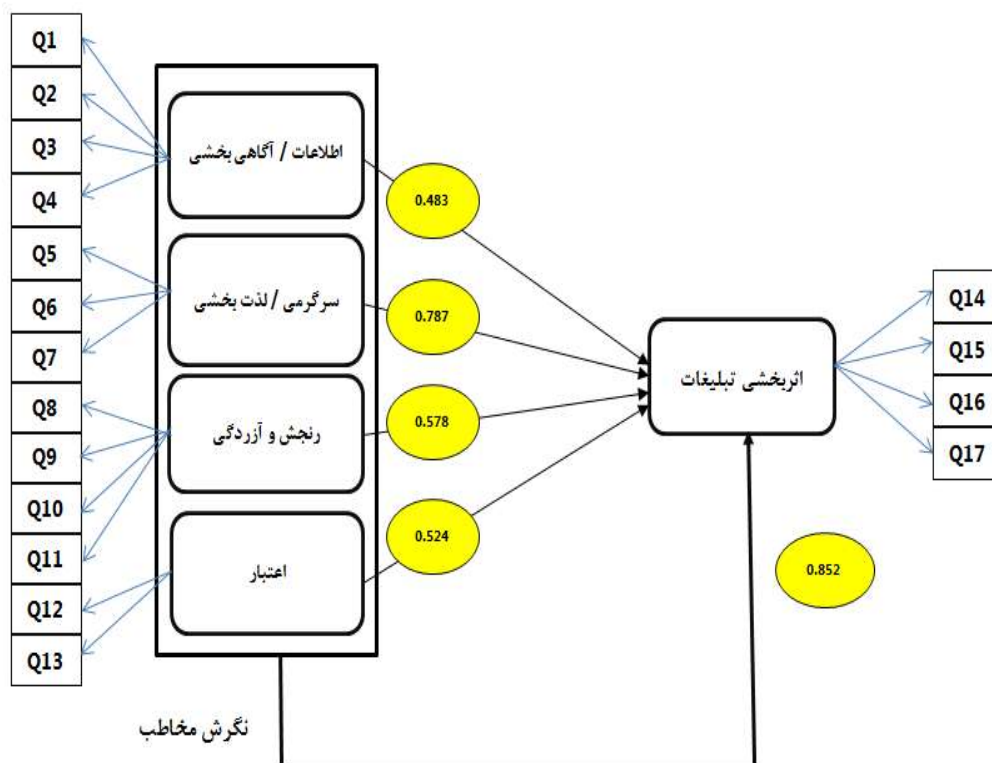 Q1
Q2
Q3
Q4
Q5
Q6
Q7
Q8
Q9
Q10
Q11
Q12
Q13
اطلاعات / آگاهی بخشی
سرگرمی / لذت بخشی
رنجش و آزردگی
اعتبار
نگرش مخاطب
0.483
0.787
0.578
0.524
0.852
اثربخشی تبلیغات
Q14
Q15
Q16
Q17